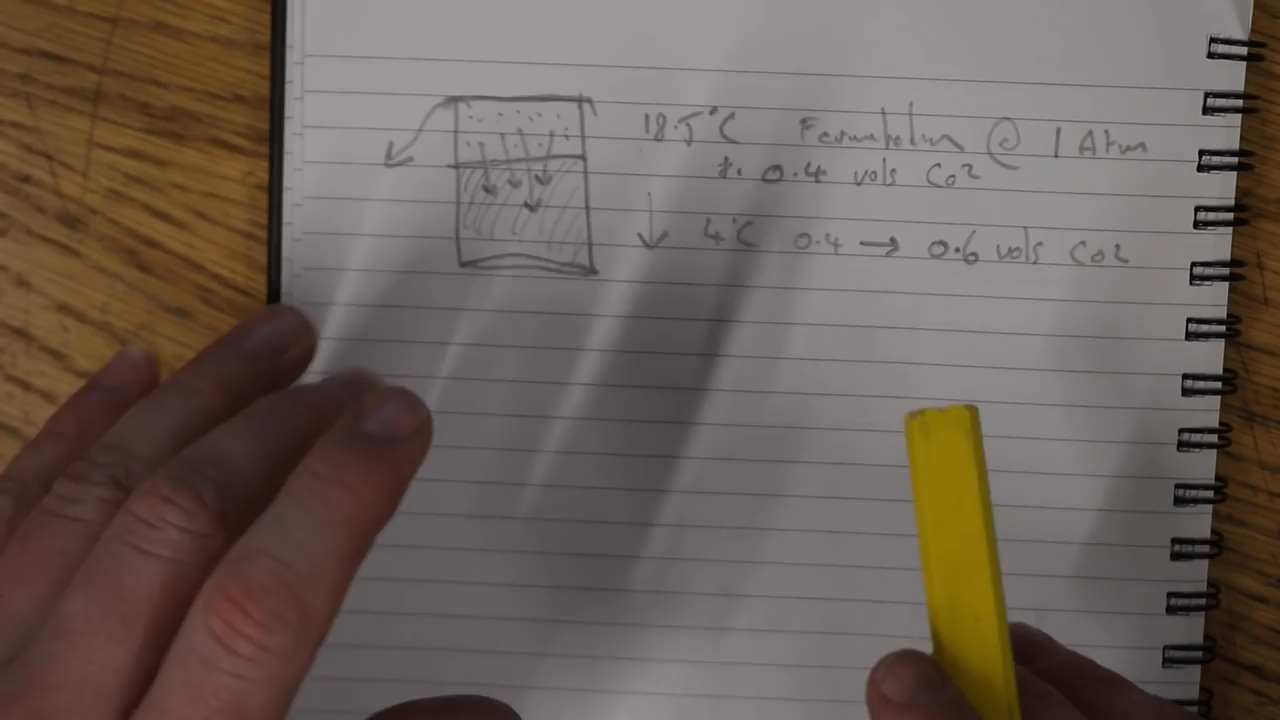 18.5°C Fermentation @ 1 Atm
0.4 vols CO2
4°C 0.4 → 0.6 vols CO2